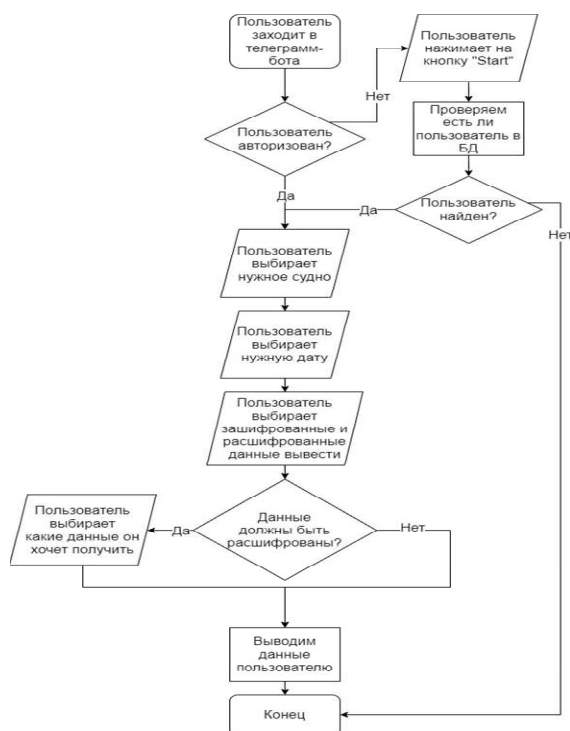 Пользователь
заходит в
телеграмм-
бота
Пользователь
нажимает на
кнопку "Start"
Нет
Пользователь
авторизован?
Проверяем
есть ли
пользователь в
БД
Да
Да
Пользователь
найден?
Нет
Пользователь
выбирает
нужное судно
Пользователь
выбирает
нужную дату
Пользователь
выбирает
зашифрованные и
расшифрованные
данные вывести
Пользователь
выбирает
какие данные он
хочет получить
Да
Данные
должны быть
расшифрованы?
Нет
Выводим
данные
пользователю
Конец